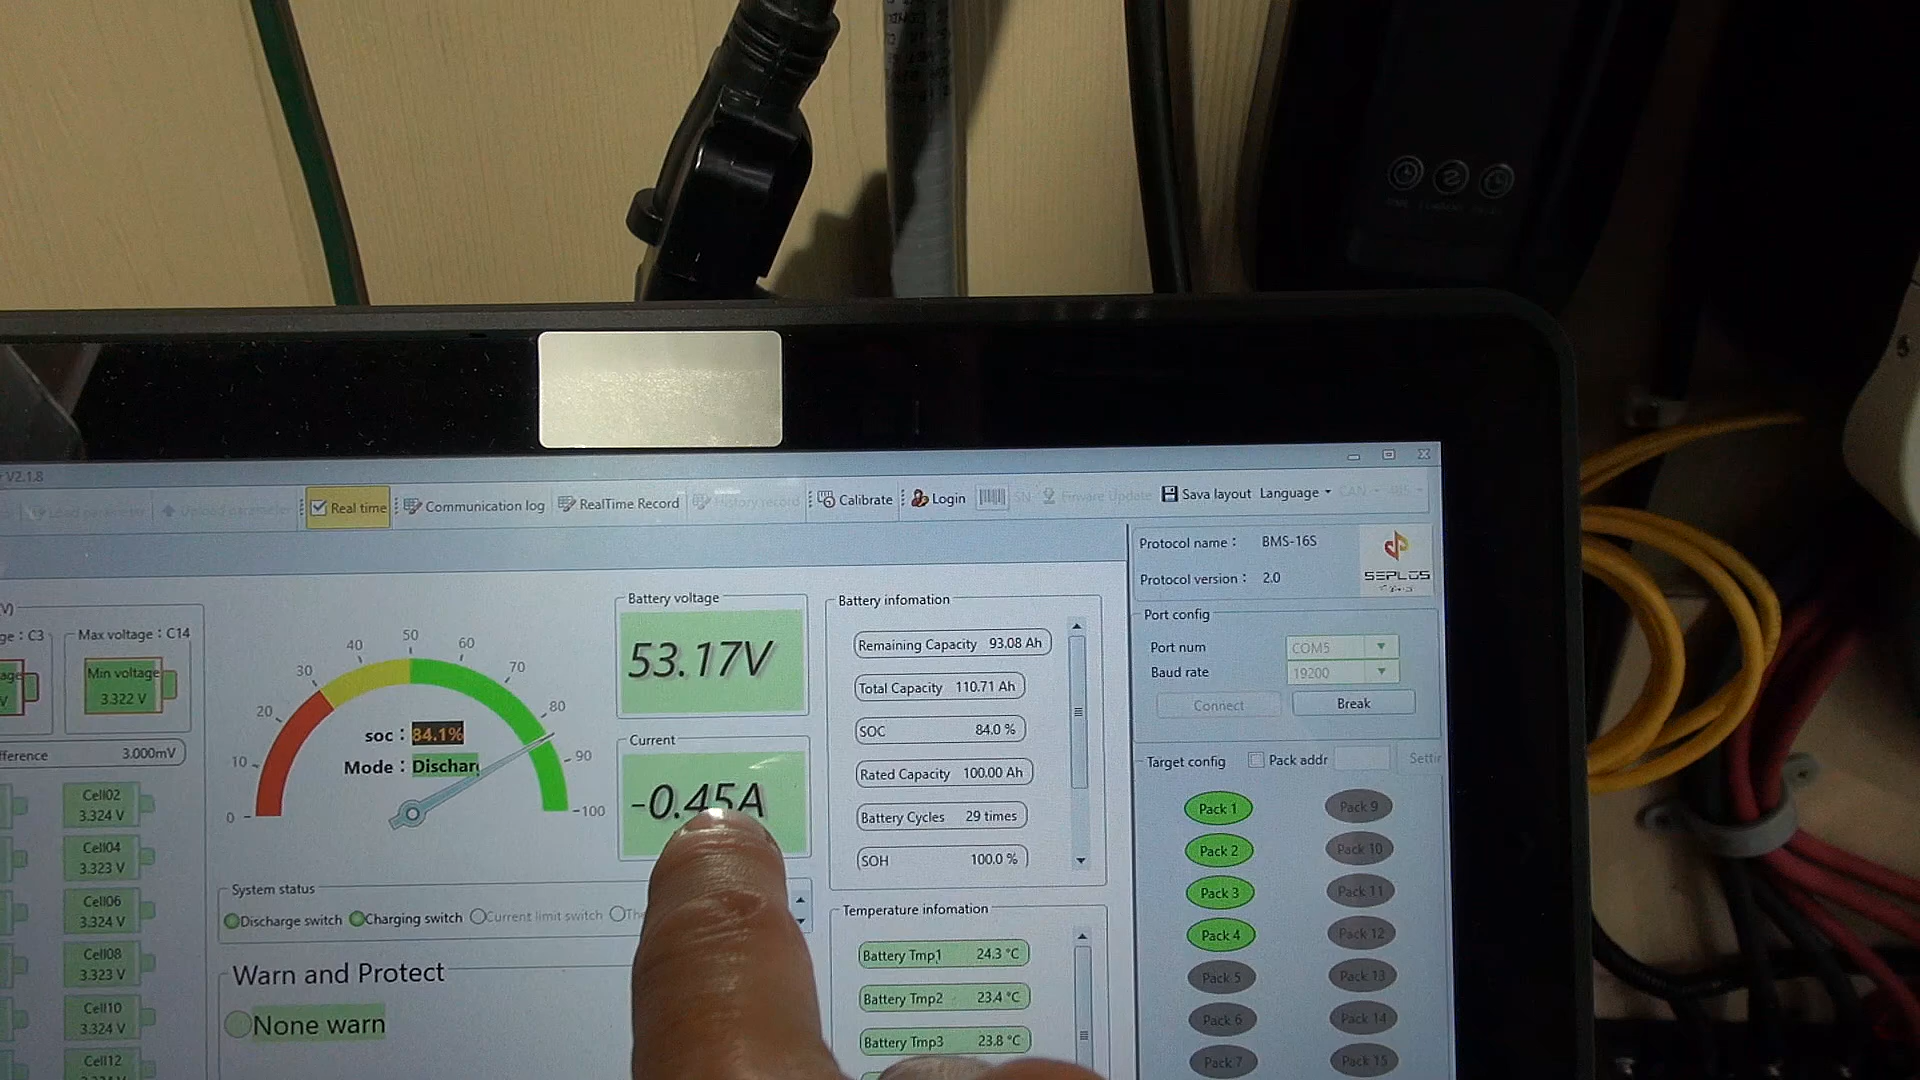 V2.1.8
Real time
Communication log
RealTime Record
History record
Calibrate
Login
SN
Firware Update
Sava layout
Language
CAN
Protocol name : BMS-16S
Protocol version : 2.0
SEPLOS
Port config
Port num COM5
Baud rate 19200
Connect Break
Target config Pack addr
Pack 1 Pack 9
Pack 2 Pack 10
Pack 3 Pack 11
Pack 4 Pack 12
Pack 5 Pack 13
Pack 6 Pack 14
Pack 7 Pack 15
Max voltage : C14
Min voltage
3.322 V
3.000mV
Cell02
3.324 V
Cell04
3.323 V
Cell06
3.324 V
Cell08
3.323 V
Cell10
3.324 V
Cell12
0 10 20 30 40 50 60 70 80 90 100
soc : 84.1%
Mode : Dischar
Battery voltage
53.17V
Current
-0.45A
System status
Discharge switch Charging switch Current limit switch
Warn and Protect
None warn
Battery infomation
Remaining Capacity 93.08 Ah
Total Capacity 110.71 Ah
SOC 84.0 %
Rated Capacity 100.00 Ah
Battery Cycles 29 times
SOH 100.0 %
Temperature infomation
Battery Tmp1 24.3 °C
Battery Tmp2 23.4 °C
Battery Tmp3 23.8 °C